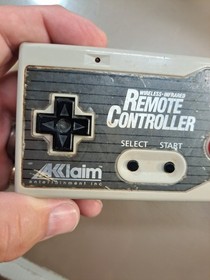 WIRELESS-INFRARED
REMOTE
CONTROLLER
SELECT START
AKKlaim
entertainment inc.